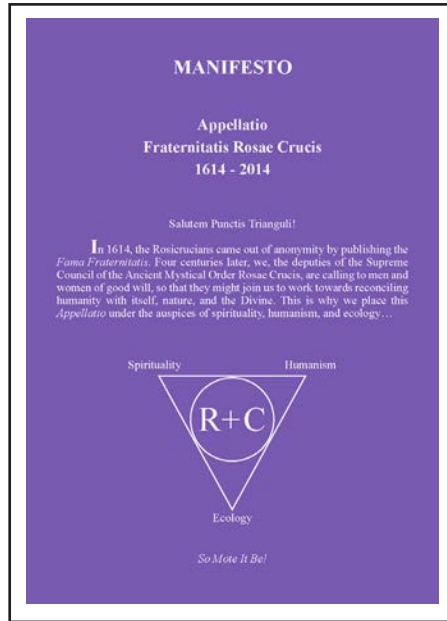 MANIFESTO
Appellatio
Fraternitatis Rosae Crucis
1614 - 2014
Salutem Punctis Trianguli!
In 1614, the Rosicrucians came out of anonymity by publishing the
Fama Fraternitatis. Four centuries later, we, the deputies of the Supreme
Council of the Ancient Mystical Order Rosae Crucis, are calling to men and
women of good will, so that they might join us to work towards reconciling
humanity with itself, nature, and the Divine. This is why we place this
Appellatio under the auspices of spirituality, humanism, and ecology…
Spirituality Humanism
R+C
Ecology
So Mote It Be!